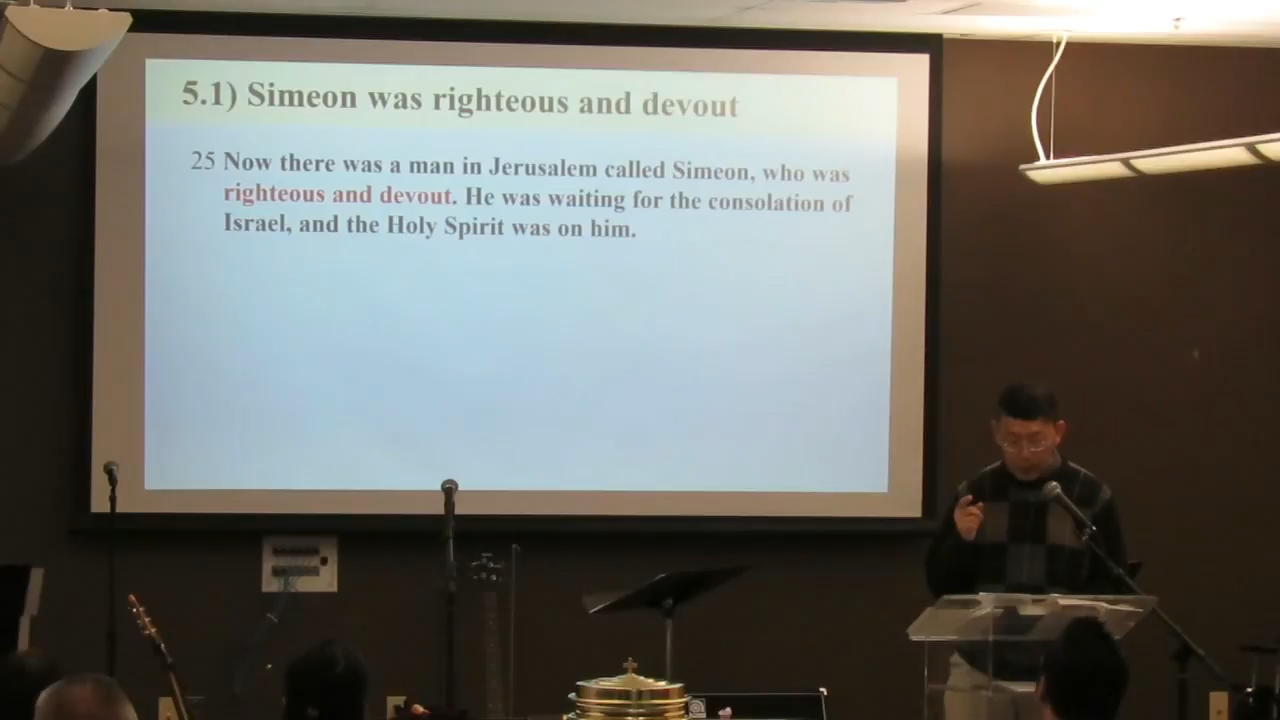 5.1) Simeon was righteous and devout
25 Now there was a man in Jerusalem called Simeon, who was
righteous and devout. He was waiting for the consolation of
Israel, and the Holy Spirit was on him.